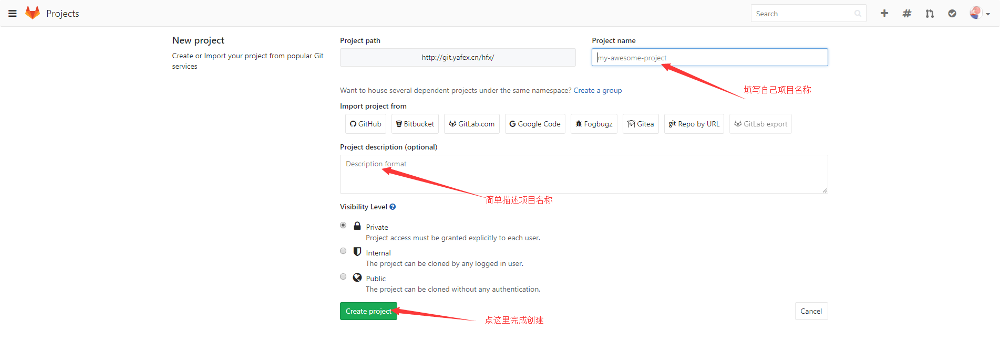 Projects
Search
New project
Create or Import your project from popular Git
services
Project path
http://git.yafex.cn/hfx/
Project name
my-awesome-project
填写自己项目名称
Want to house several dependent projects under the same namespace? Create a group
Import project from
GitHub
Bitbucket
GitLab.com
Google Code
Fogbugz
Gitea
git Repo by URL
GitLab export
Project description (optional)
Description format
简单描述项目名称
Visibility Level
Private
Project access must be granted explicitly to each user.
Internal
The project can be cloned by any logged in user.
Public
The project can be cloned without any authentication.
Create project
点这里完成创建
Cancel